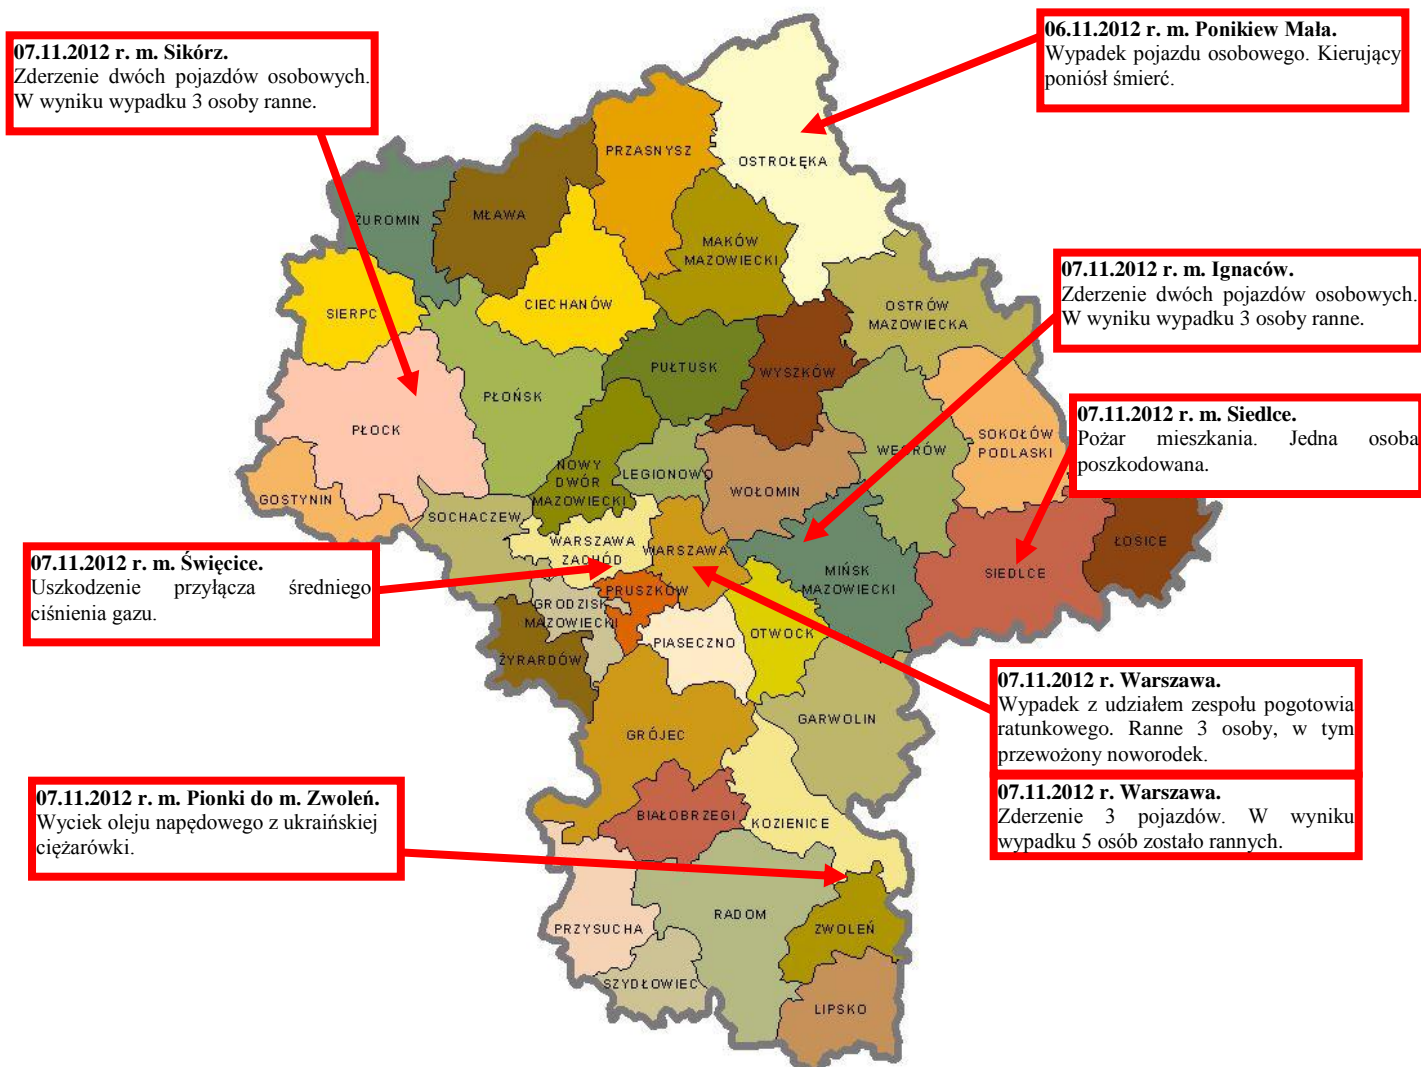 07.11.2012 r. m. Sikórz.
Zderzenie dwóch pojazdów osobowych.
W wyniku wypadku 3 osoby ranne.
06.11.2012 r. m. Ponikiew Mała.
Wypadek pojazdu osobowego. Kierujący
poniósł śmierć.
PRZASNYSZ
OSTROŁĘKA
ŻUROMIN
MŁAWA
MAKÓW
MAZOWIECKI
07.11.2012 r. m. Ignaców.
Zderzenie dwóch pojazdów osobowych.
W wyniku wypadku 3 osoby ranne.
SIERPC
CIECHANÓW
OSTRÓW
MAZOWIECKA
PŁOŃSK
PUŁTUSK
WYSZKÓW
PŁOCK
07.11.2012 r. m. Siedlce.
Pożar mieszkania. Jedna osoba
poszkodowana.
SOKOŁÓW
PODLASKI
WĘGRÓW
NOWY
DWÓR
MAZOWIECKI
LEGIONOWO
WOŁOMIN
GOSTYNIN
SOCHACZEW
WARSZAWA
ZACHÓD
WARSZAWA
MIŃSK
MAZOWIECKI
SIEDLCE
ŁOSICE
07.11.2012 r. m. Święcice.
Uszkodzenie przyłącza średniego
ciśnienia gazu.
PRUSZKÓW
GRODZISK
MAZOWIECKI
PIASECZNO
OTWOCK
ŻYRARDÓW
07.11.2012 r. Warszawa.
Wypadek z udziałem zespołu pogotowia
ratunkowego. Ranne 3 osoby, w tym
przewożony noworodek.
GARWOLIN
GRÓJEC
07.11.2012 r. Warszawa.
Zderzenie 3 pojazdów. W wyniku
wypadku 5 osób zostało rannych.
07.11.2012 r. m. Pionki do m. Zwoleń.
Wyciek oleju napędowego z ukraińskiej
ciężarówki.
BIAŁOBRZEGI
KOZIENICE
RADOM
PRZYSUCHA
ZWOLEŃ
SZYDŁOWIEC
LIPSKO